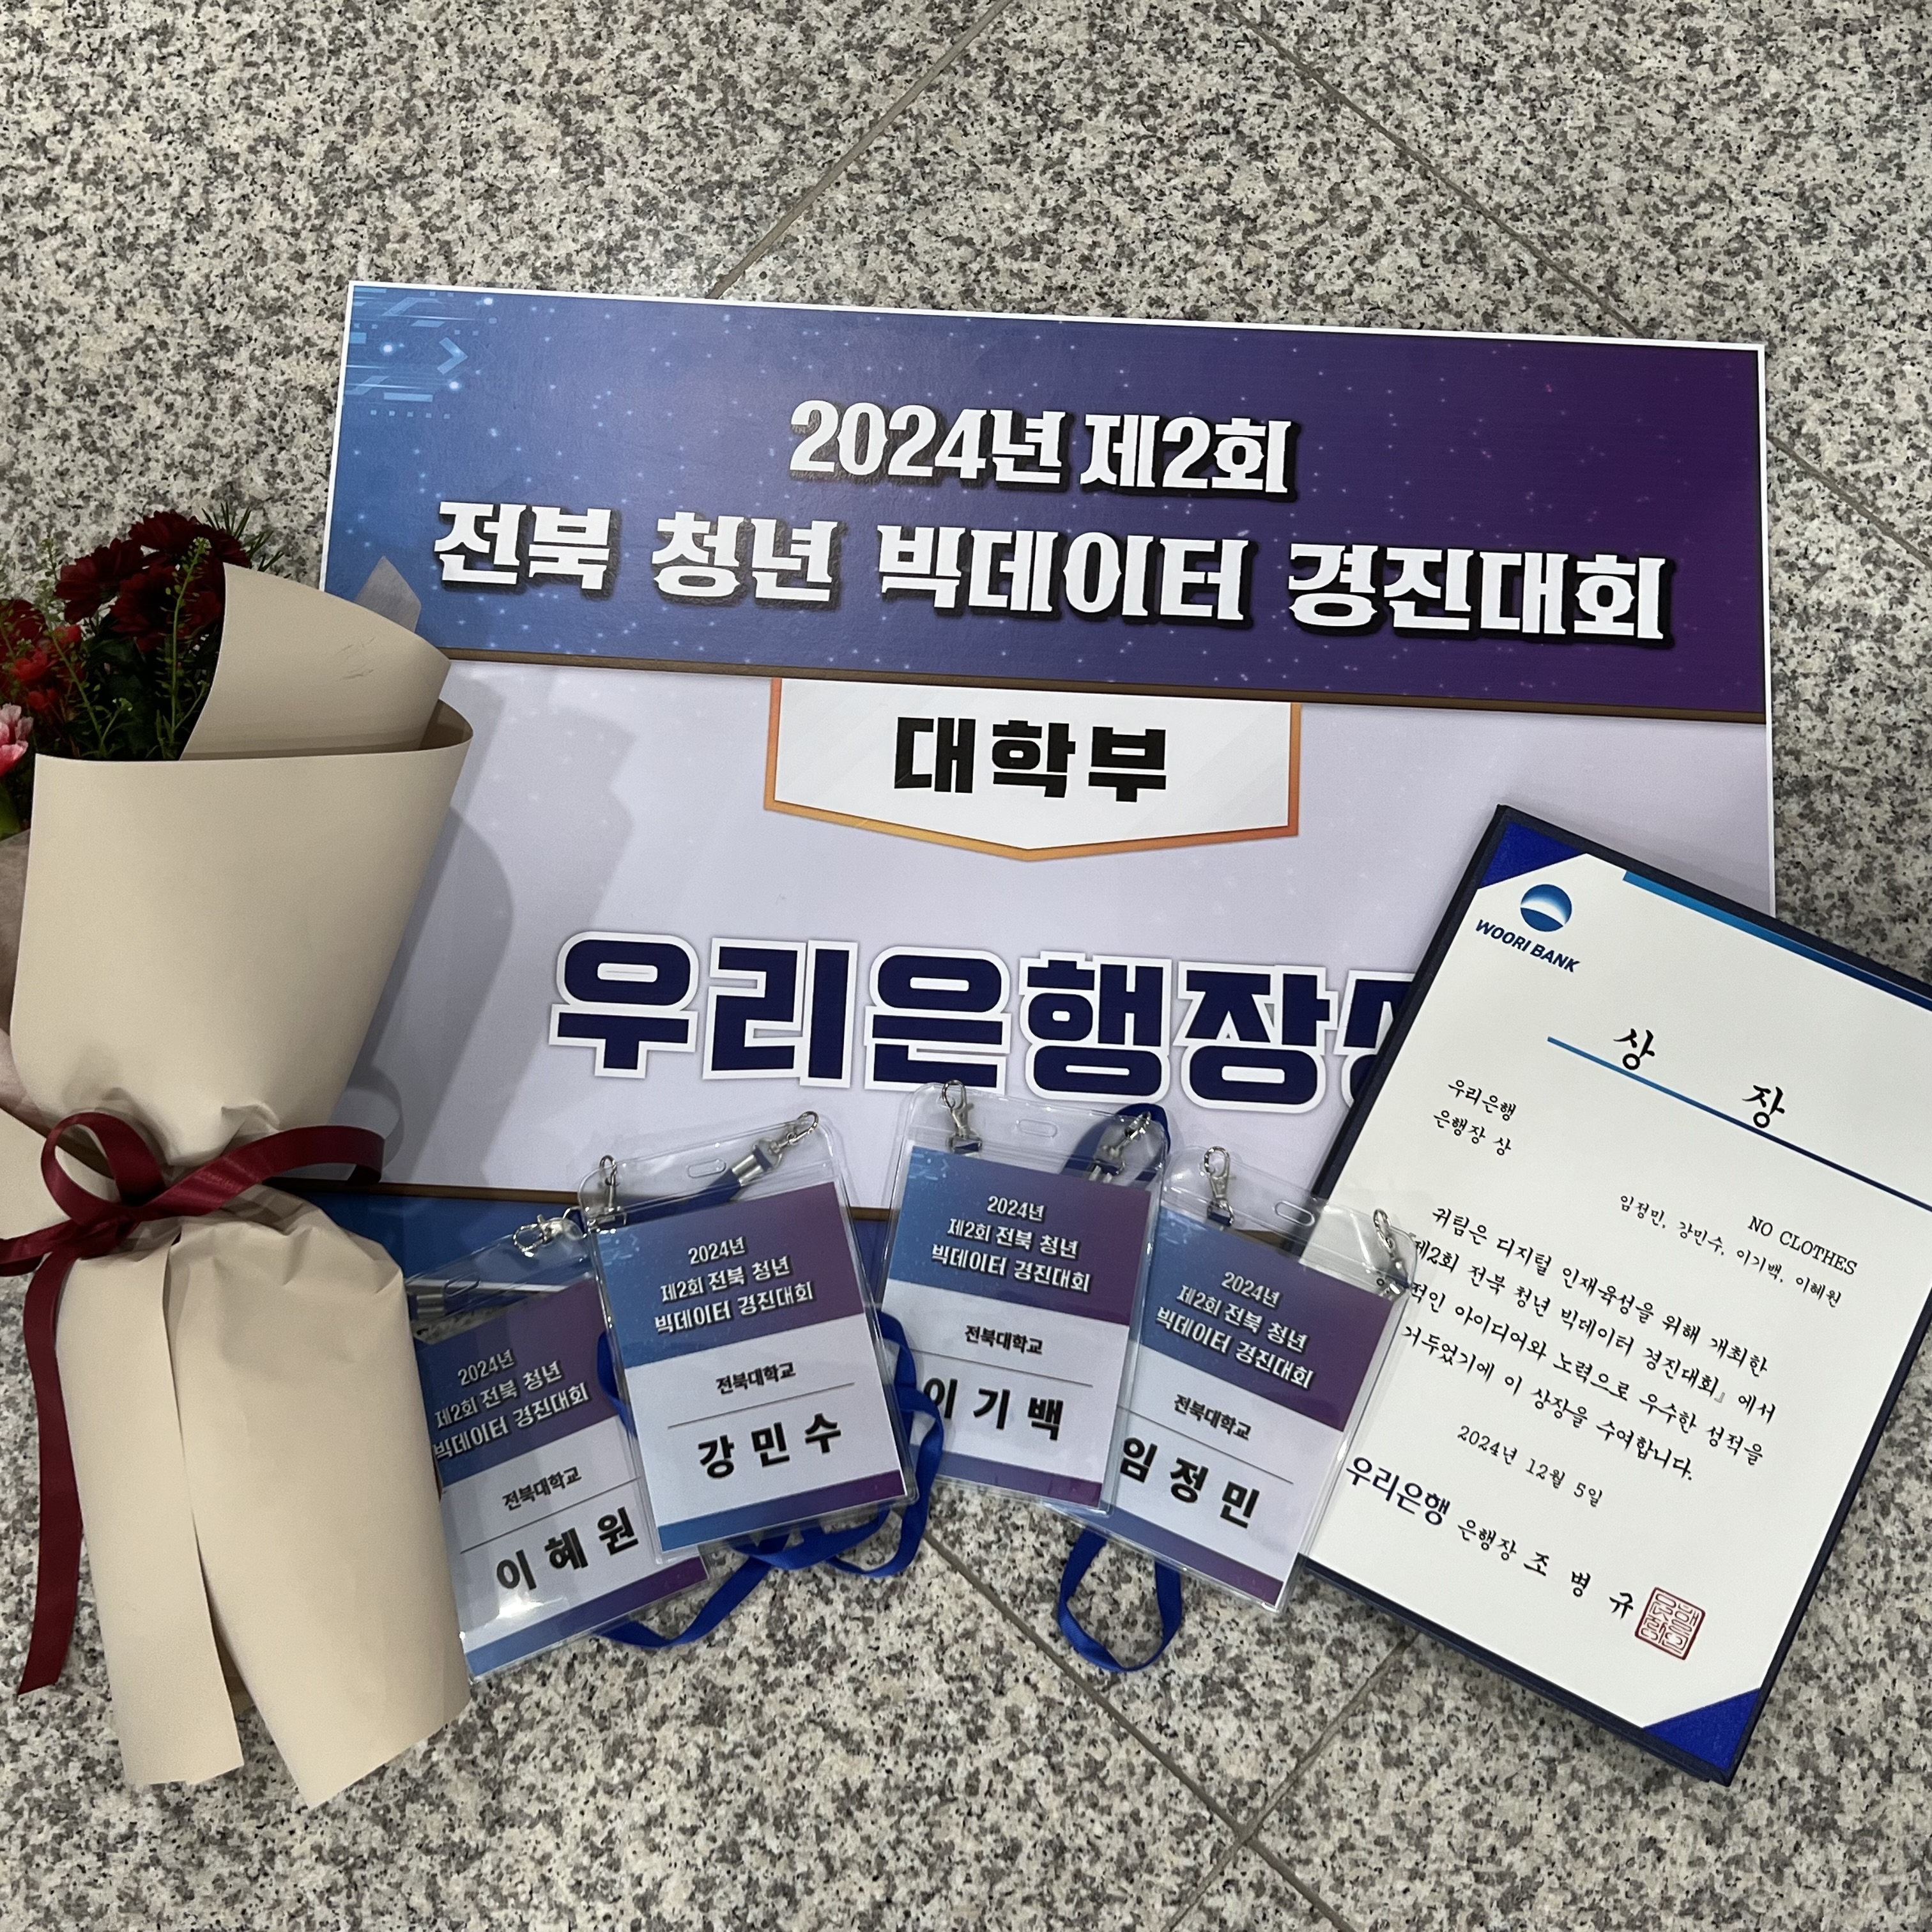 2024년 제2회
전북 청년 빅데이터 경진대회
대학부
우리은행장
WOORI BANK
상 장
우리은행
은행장 상
NO CLOTHES
임정민, 강민수, 이기백, 이혜원
귀팀은 디지털 인재육성을 위해 개최한
제2회 전북 청년 빅데이터 경진대회』에서
적인 아이디어와 노력으로 우수한 성적을
거두었기에 이 상장을 수여합니다.
2024년 12월 5일
우리은행 은행장 조 병 규
2024년
제2회 전북 청년
빅데이터 경진대회
전북대학교
이혜원
2024년
제2회 전북 청년
빅데이터 경진대회
전북대학교
강민수
2024년
제2회 전북 청년
빅데이터 경진대회
전북대학교
이기백
2024년
제2회 전북 청년
빅데이터 경진대회
전북대학교
임정민